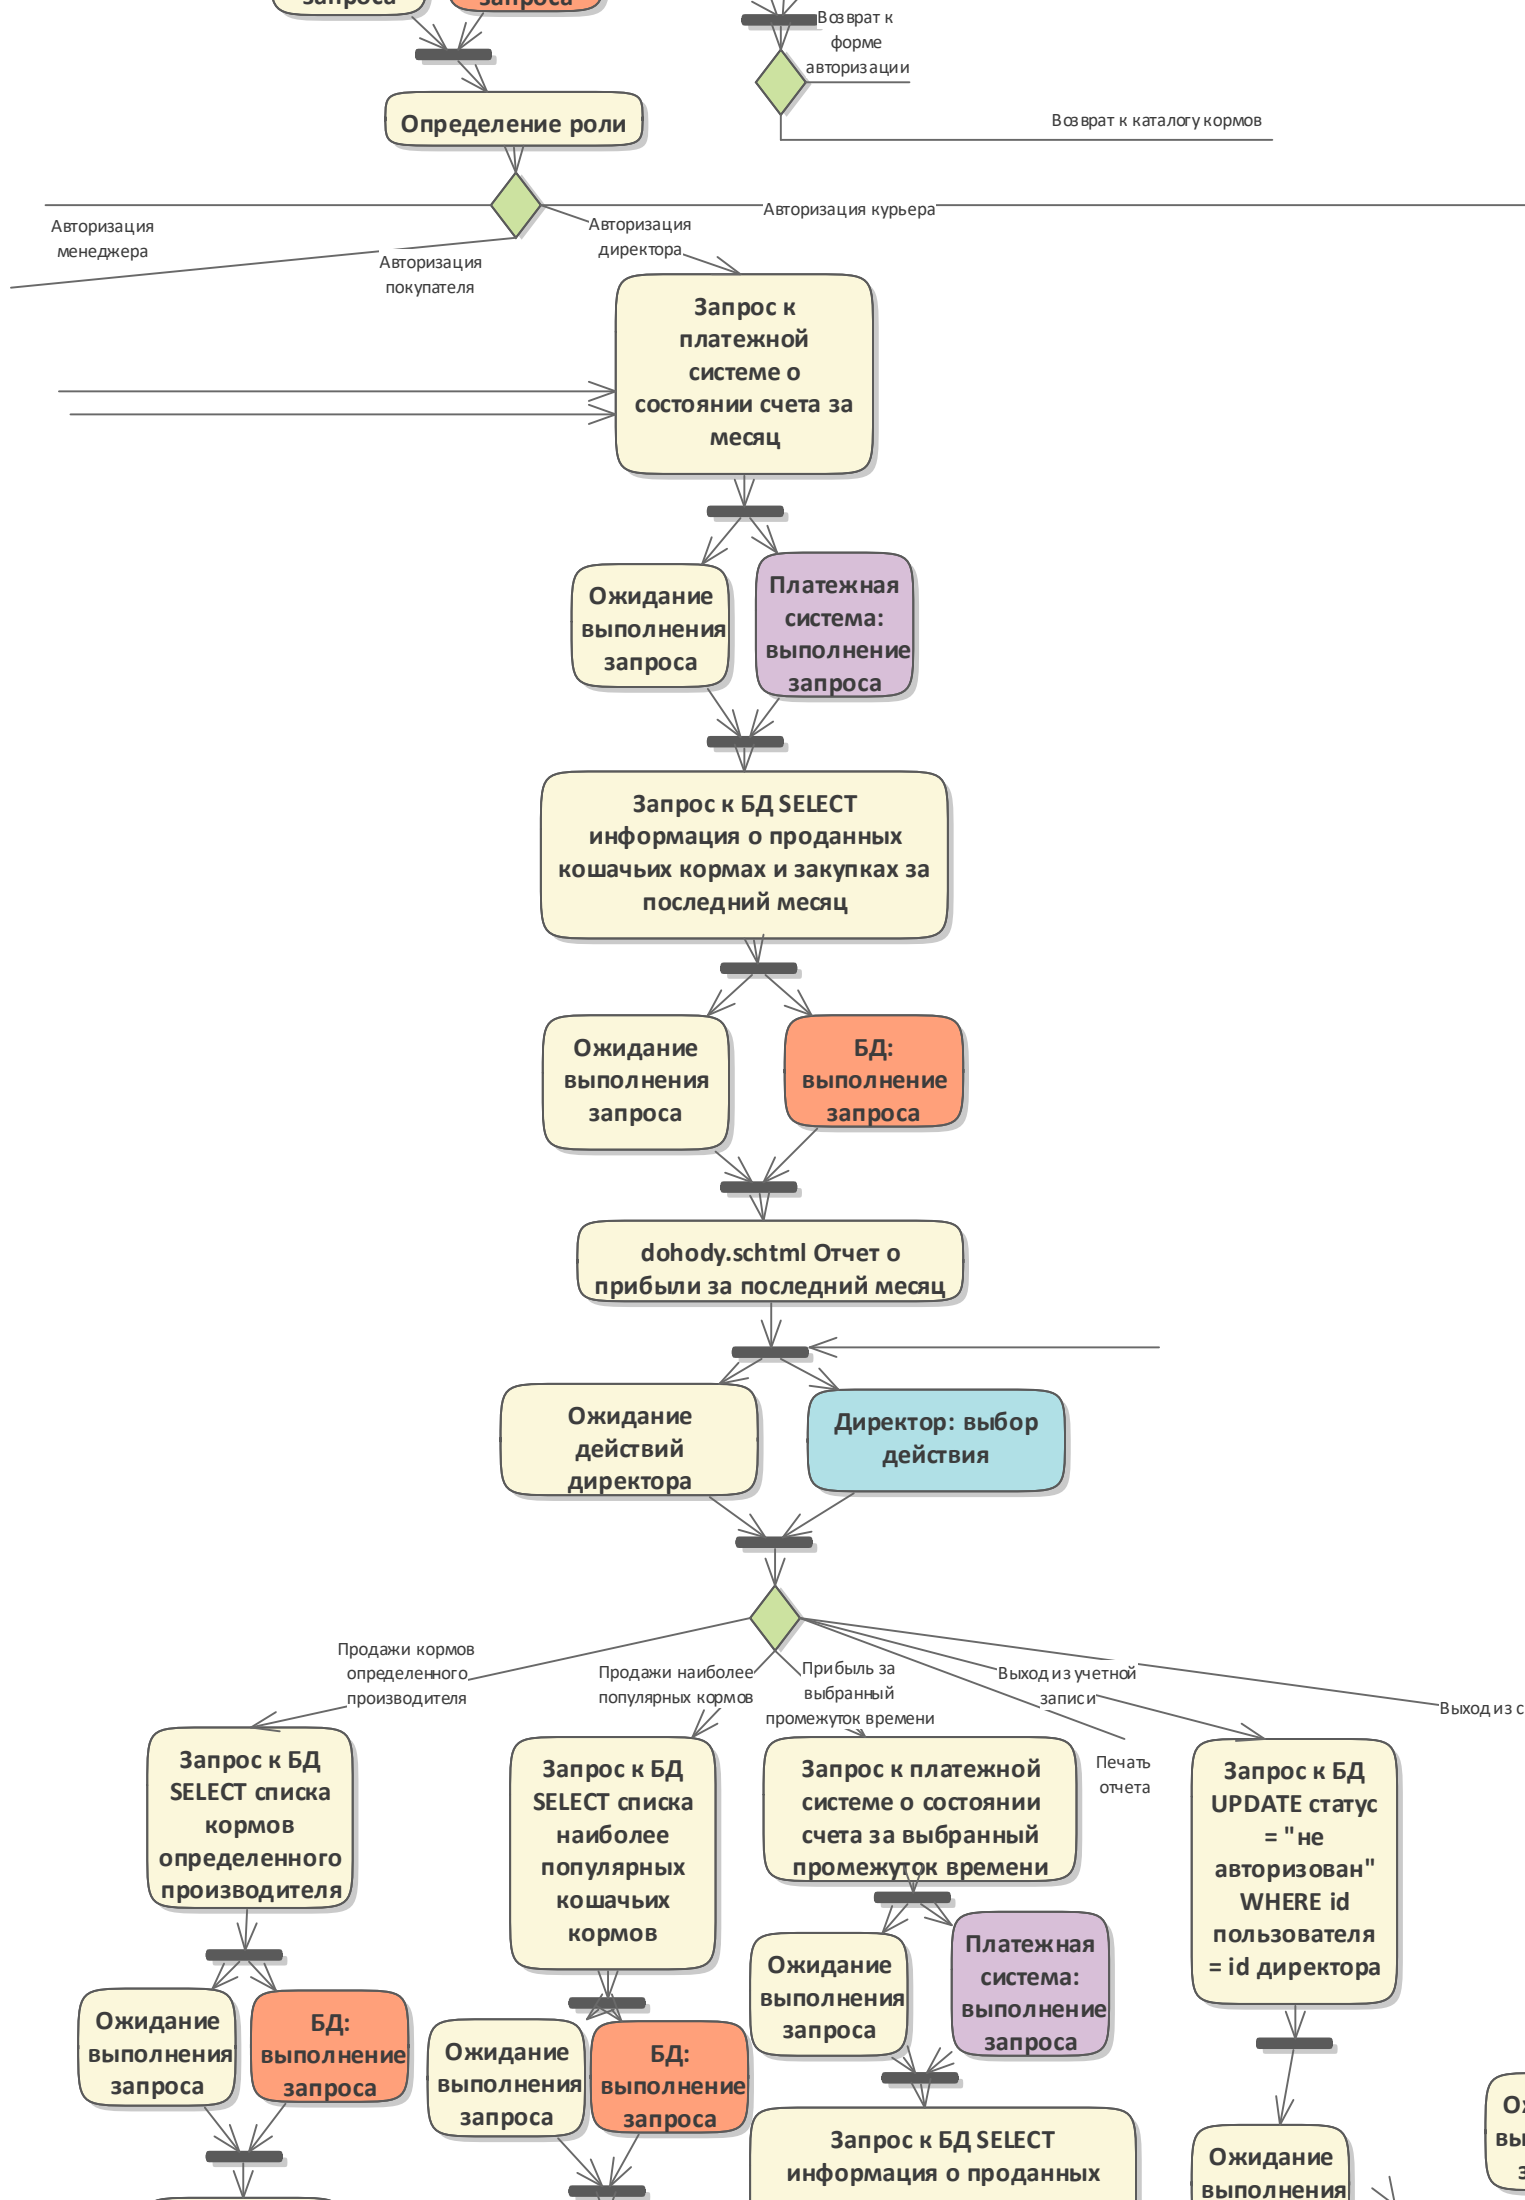 запроса
запроса
Возврат к
форме
авторизации
Возврат к каталогу кормов
Определение роли
Авторизация
менеджера
Авторизация
покупателя
Авторизация
директора
Авторизация курьера
Запрос к
платежной
системе о
состоянии счета за
месяц
Ожидание
выполнения
запроса
Платежная
система:
выполнение
запроса
Запрос к БД SELECT
информация о проданных
кошачьих кормах и закупках за
последний месяц
Ожидание
выполнения
запроса
БД:
выполнение
запроса
dohody.schtml Отчет о
прибыли за последний месяц
Ожидание
действий
директора
Директор: выбор
действия
Продажи кормов
определенного
производителя
Продажи наиболее
популярных кормов
Прибыль за
выбранный
промежуток времени
Выход из учетной
записи
Выход из с
Печать
отчета
Запрос к БД
SELECT списка
кормов
определенного
производителя
Запрос к БД
SELECT списка
наиболее
популярных
кошачьих
кормов
Запрос к платежной
системе о состоянии
счета за выбранный
промежуток времени
Запрос к БД
UPDATE статус
= "не
авторизован"
WHERE id
пользователя
= id директора
Ожидание
выполнения
запроса
БД:
выполнение
запроса
Ожидание
выполнения
запроса
БД:
выполнение
запроса
Ожидание
выполнения
запроса
Платежная
система:
выполнение
запроса
Запрос к БД SELECT
информация о проданных
Ожидание
выполнения